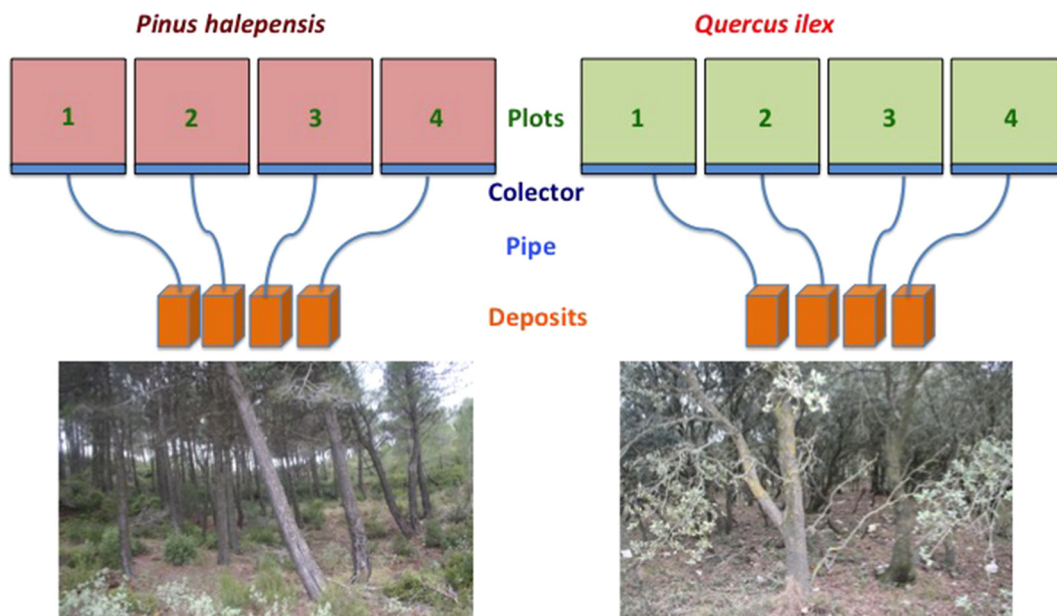 Pinus halepensis
Quercus ilex
1
2
3
4
Plots
1
2
3
4
Colector
Pipe
Deposits